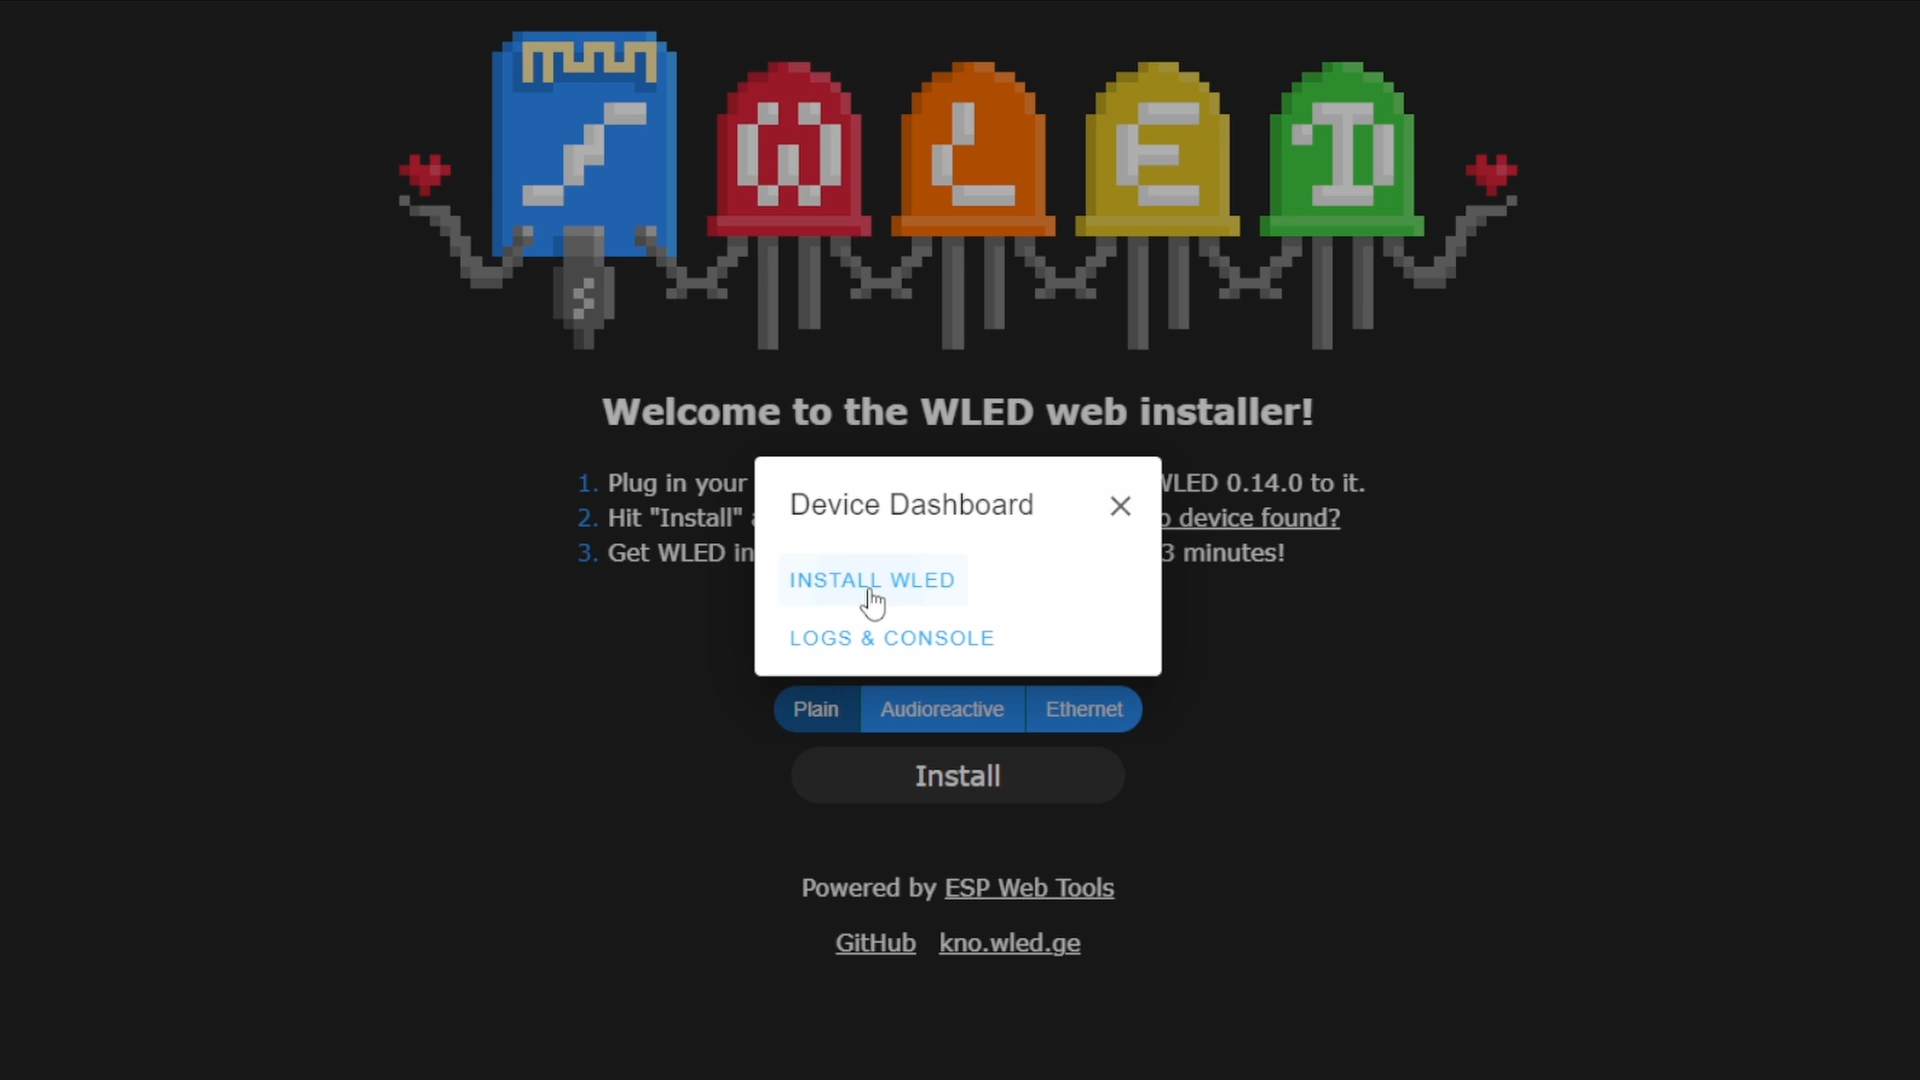 WLED
Welcome to the WLED web installer!
1. Plug in your WLED 0.14.0 to it.
2. Hit "Install" device found?
3. Get WLED 3 minutes!
Device Dashboard
INSTALL WLED
LOGS & CONSOLE
Plain Audioreactive Ethernet
Install
Powered by ESP Web Tools
GitHub kno.wled.ge